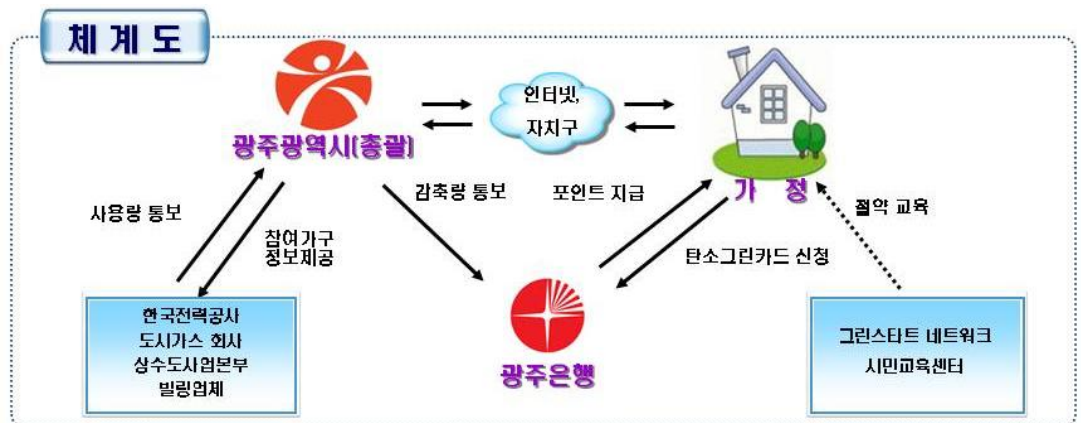 체 계 도
인터넷,
자치구
광주광역시(총괄)
가 정
사용량 통보
참여가구
정보제공
감축량 통보
포인트 지급
탄소그린카드 신청
절약 교육
한국전력공사
도시가스 회사
상수도사업본부
빌링업체
광주은행
그린스타트 네트워크
시민교육센터